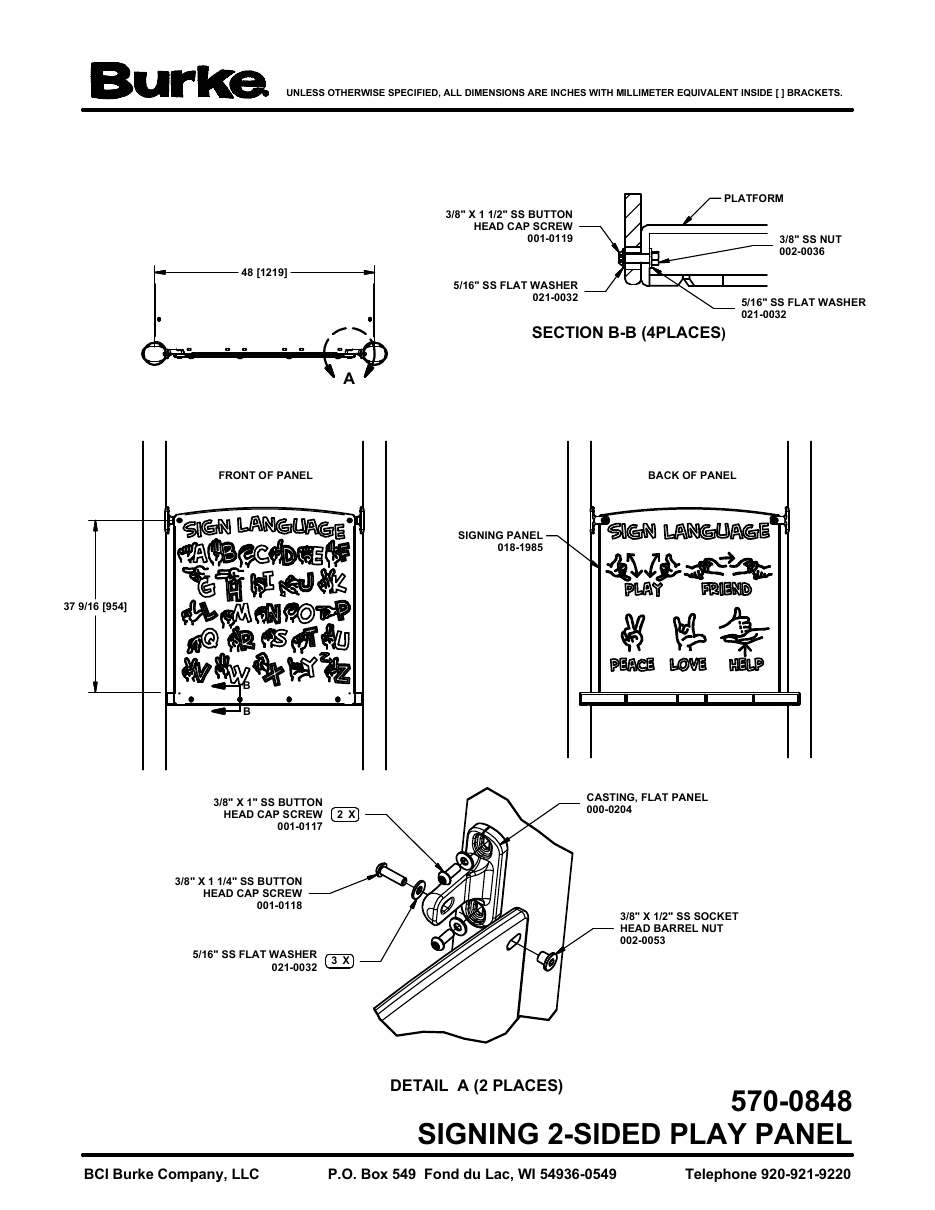 Burke
UNLESS OTHERWISE SPECIFIED, ALL DIMENSIONS ARE INCHES WITH MILLIMETER EQUIVALENT INSIDE [ ] BRACKETS.
PLATFORM
3/8" X 1 1/2" SS BUTTON
HEAD CAP SCREW
001-0119
3/8" SS NUT
002-0036
5/16" SS FLAT WASHER
021-0032
5/16" SS FLAT WASHER
021-0032
SECTION B-B (4PLACES)
48 [1219]
A
FRONT OF PANEL
SIGN LANGUAGE
A B C D E F
G H I J K
L M N O P
Q R S T U
V W X Y Z
B
B
37 9/16 [954]
BACK OF PANEL
SIGNING PANEL
018-1985
SIGN LANGUAGE
PLAY FRIEND
PEACE LOVE HELP
3/8" X 1" SS BUTTON
HEAD CAP SCREW
001-0117
2 X
CASTING, FLAT PANEL
000-0204
3/8" X 1 1/4" SS BUTTON
HEAD CAP SCREW
001-0118
3/8" X 1/2" SS SOCKET
HEAD BARREL NUT
002-0053
5/16" SS FLAT WASHER
021-0032
3 X
DETAIL A (2 PLACES)
570-0848
SIGNING 2-SIDED PLAY PANEL
BCI Burke Company, LLC P.O. Box 549 Fond du Lac, WI 54936-0549 Telephone 920-921-9220